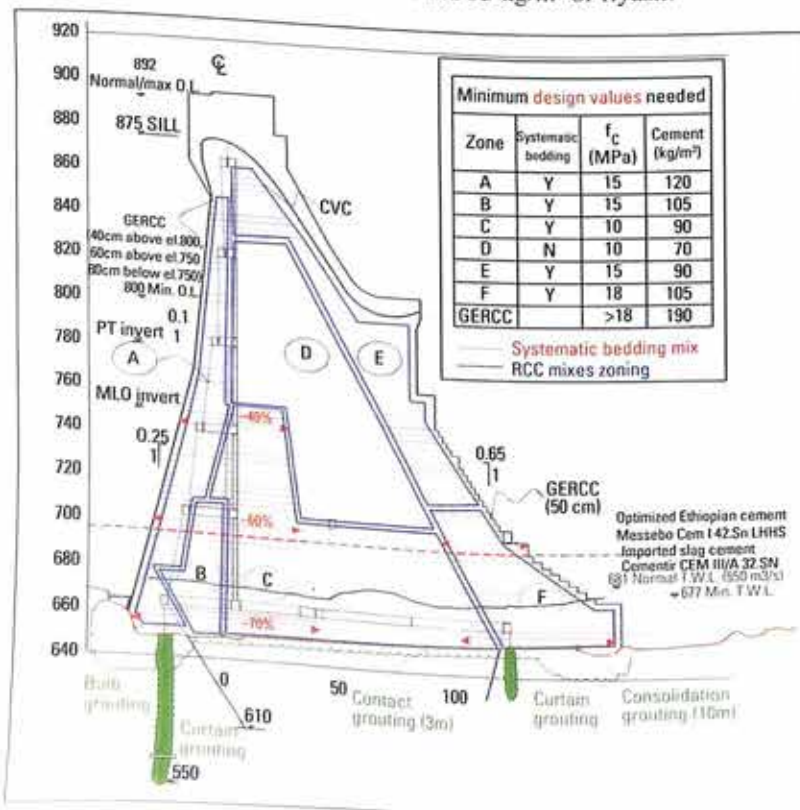 920
900
880
860
840
820
800
780
760
740
720
700
680
660
640
892
Normal/max O.L.
875 SILL
GERCC
(40cm above el.800,
60cm above el.750
80cm below el.750)
800 Min. O.L.
0.1
1
PT invert
A
MLO invert
0.25
1
CVC
D
E
B
C
F
-40%
-60%
-70%
0.65
1
GERCC
(50 cm)
Minimum design values needed
Zone Systematic bedding fc (MPa) Cement (kg/m³)
A Y 15 120
B Y 15 105
C Y 10 90
D N 10 70
E Y 15 90
F Y 18 105
GERCC >18 190
Systematic bedding mix
RCC mixes zoning
Optimized Ethiopian cement
Messebo Cem I 42.5n LHHS
Imported slag cement
Cementir CEM III/A 32.5N
681 Normal T.W.L. (550 m3/s)
677 Min. T.W.L.
0
50
100
Bulb
grouting
Curtain
grouting
610
550
Contact
grouting (3m)
Curtain
grouting
Consolidation
grouting (10m)